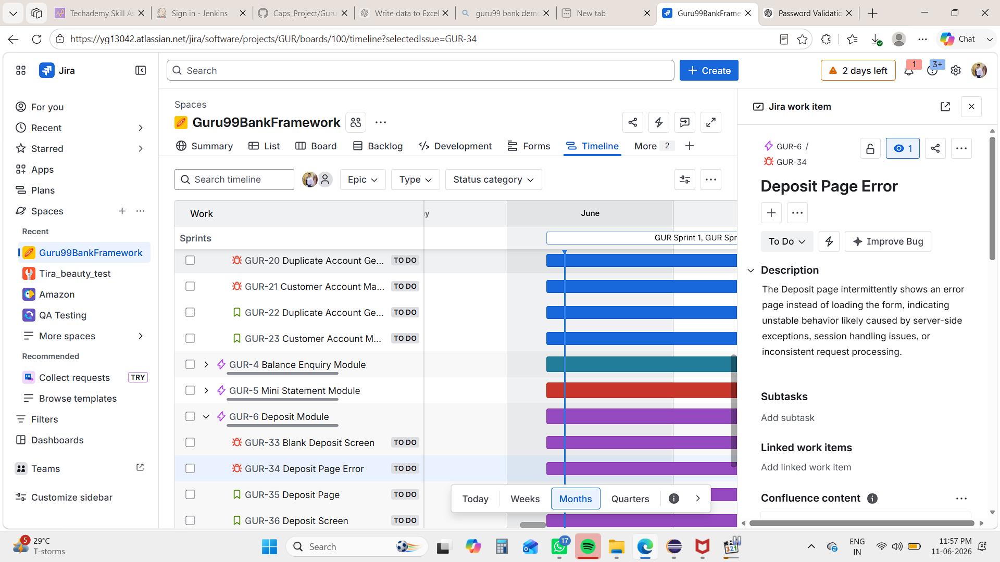 Techademy Skill As
Sign in - Jenkins
Caps_Project/Guru
Write data to Excel
guru99 bank demo
New tab
Guru99BankFrame
Password Validatio
https://yg13042.atlassian.net/jira/software/projects/GUR/boards/100/timeline?selectedIssue=GUR-34
Chat
Jira
Search
Create
2 days left
1
3+
For you
Recent
Starred
Apps
Plans
Spaces
Recent
Guru99BankFramework
Tira_beauty_test
Amazon
QA Testing
More spaces
Recommended
Collect requests
TRY
Browse templates
Filters
Dashboards
Teams
Customize sidebar
Spaces
Guru99BankFramework
Summary
List
Board
Backlog
Development
Forms
Timeline
More 2
Search timeline
Epic
Type
Status category
Work
y
June
Sprints
GUR Sprint 1, GUR Spr
GUR-20 Duplicate Account Ge... TO DO
GUR-21 Customer Account Ma... TO DO
GUR-22 Duplicate Account Ge... TO DO
GUR-23 Customer Account M... TO DO
GUR-4 Balance Enquiry Module
GUR-5 Mini Statement Module
GUR-6 Deposit Module
GUR-33 Blank Deposit Screen TO DO
GUR-34 Deposit Page Error TO DO
GUR-35 Deposit Page TO DO
GUR-36 Deposit Screen TO DO
Today
Weeks
Months
Quarters
Jira work item
GUR-6 /
GUR-34
1
Deposit Page Error
To Do
Improve Bug
Description
The Deposit page intermittently shows an error
page instead of loading the form, indicating
unstable behavior likely caused by server-side
exceptions, session handling issues, or
inconsistent request processing.
Subtasks
Add subtask
Linked work items
Add linked work item
Confluence content
5
29°C
T-storms
Search
17
321
ENG
IN
11:57 PM
11-06-2026